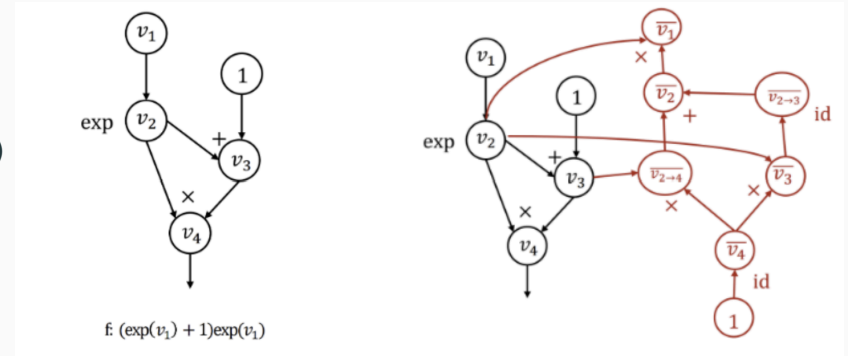 v₁
1
exp
v₂
+
v₃
×
v₄
f: (exp(v₁) + 1)exp(v₁)
v₁
1
exp
v₂
+
v₃
×
v₄
v̅₁
×
v̅₂
+
v̅₂→₃
id
v̅₂→₄
×
v̅₃
×
v̅₄
id
1